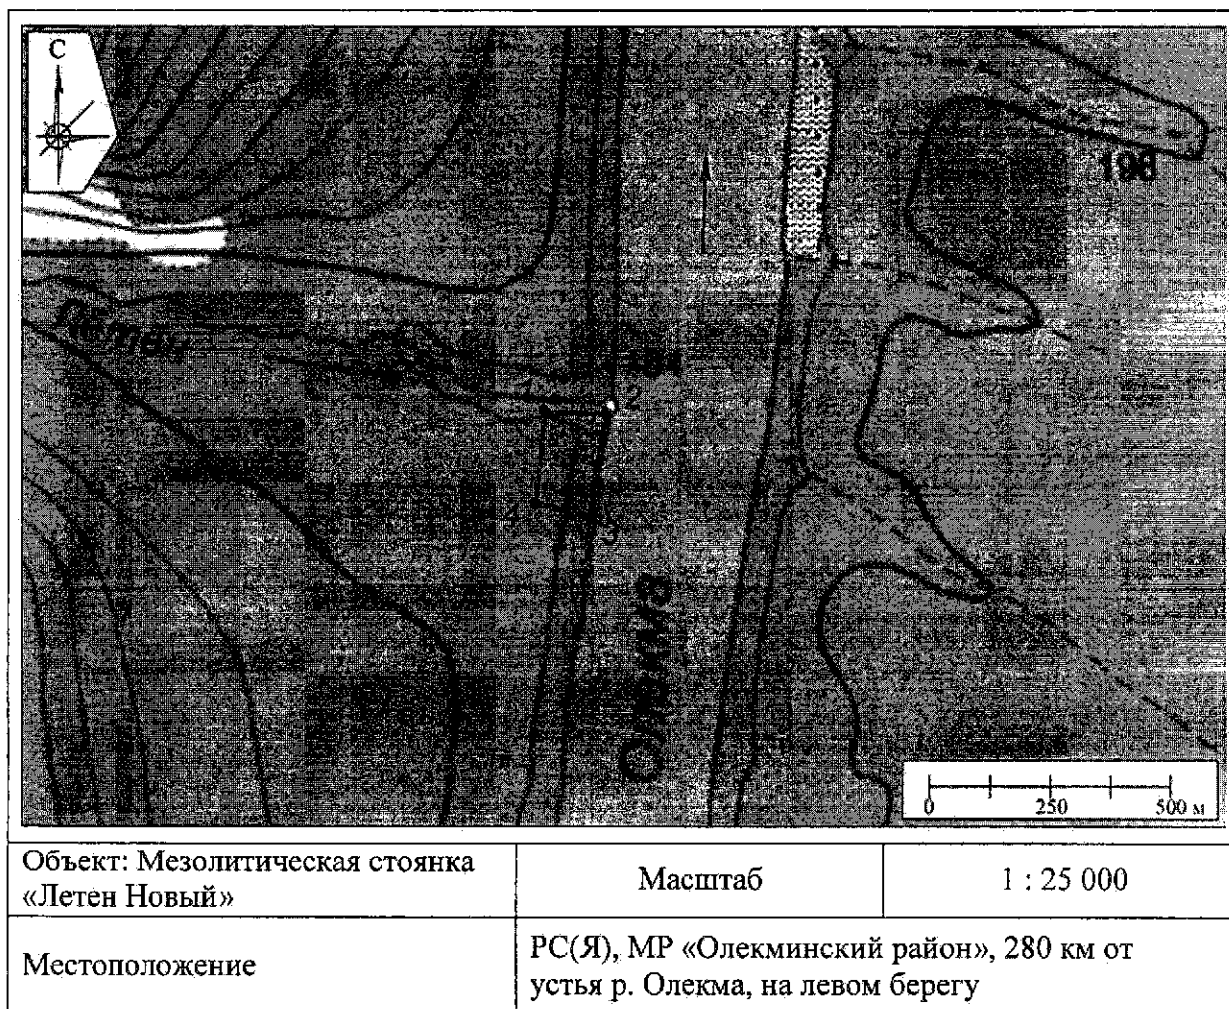 С
198
1
2
4
3
Олекма
0 250 500 м
Объект: Мезолитическая стоянка
«Летен Новый»
Масштаб
1 : 25 000
Местоположение
РС(Я), МР «Олекминский район», 280 км от
устья р. Олекма, на левом берегу